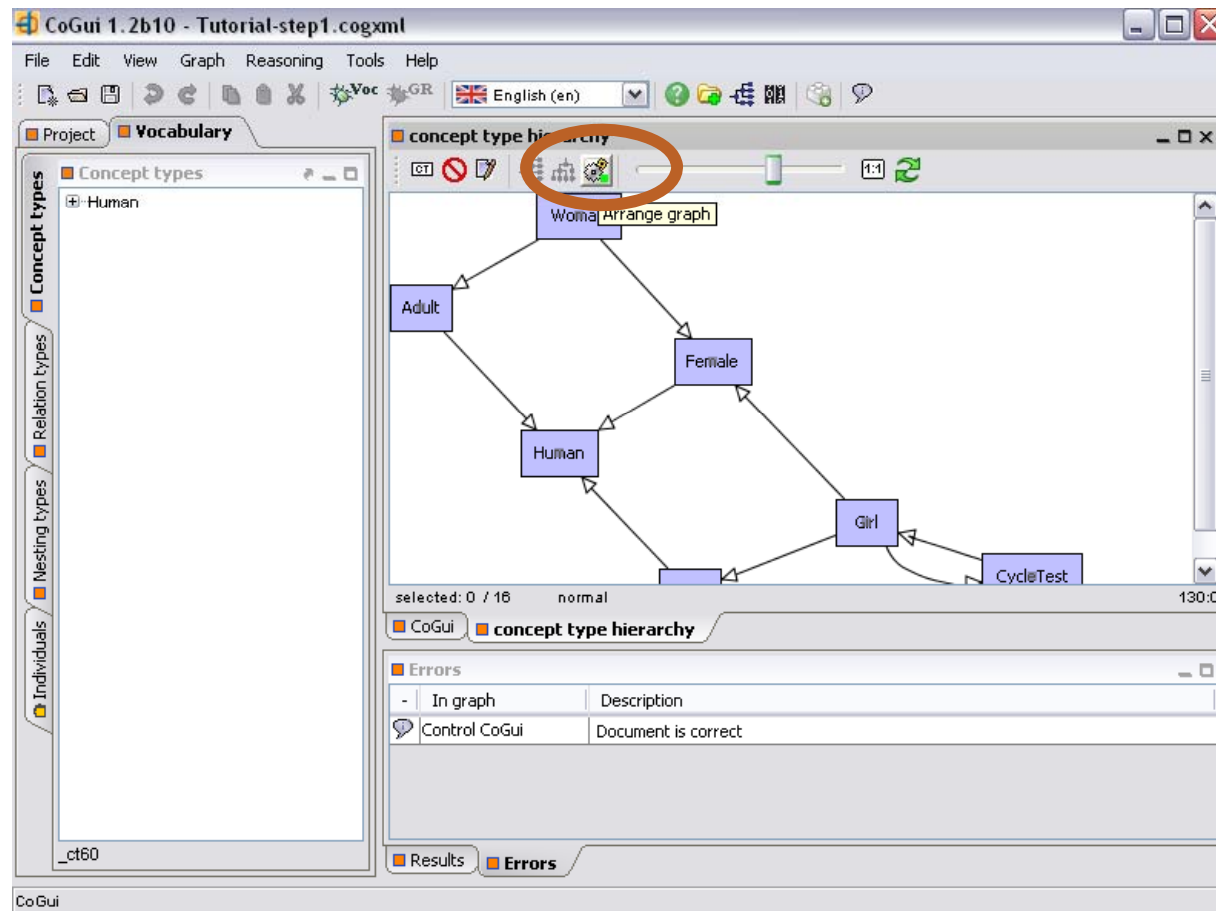 CoGui 1.2b10 - Tutorial-step1.cogxml
File Edit View Graph Reasoning Tools Help
Voc GR English (en)
Project Vocabulary
Concept types
Relation types
Nesting types
Individuals
Concept types
Human
_ct60
concept type hierarchy
CT 1:1
Arrange graph
Adult
Female
Human
Girl
CycleTest
selected: 0 / 16 normal
CoGui concept type hierarchy
Errors
- In graph Description
Control CoGui Document is correct
Results Errors
CoGui